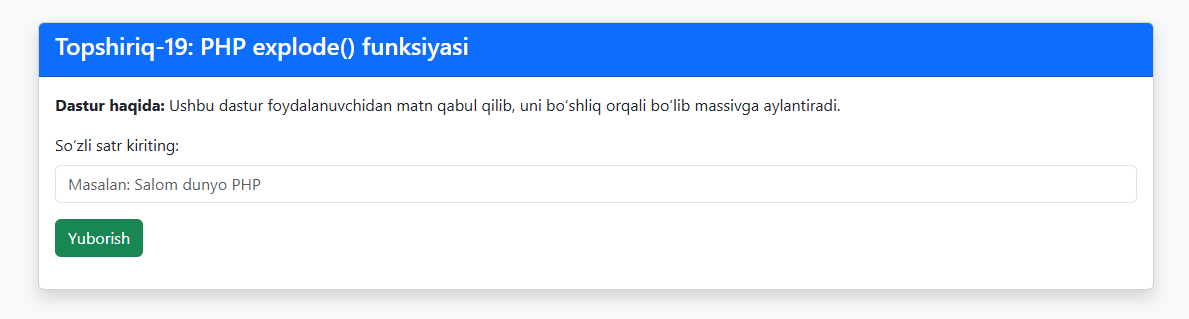 Topshiriq-19: PHP explode() funksiyasi
Dastur haqida: Ushbu dastur foydalanuvchidan matn qabul qilib, uni bo‘shliq orqali bo‘lib massivga aylantiradi.
So‘zli satr kiriting:
Masalan: Salom dunyo PHP
Yuborish